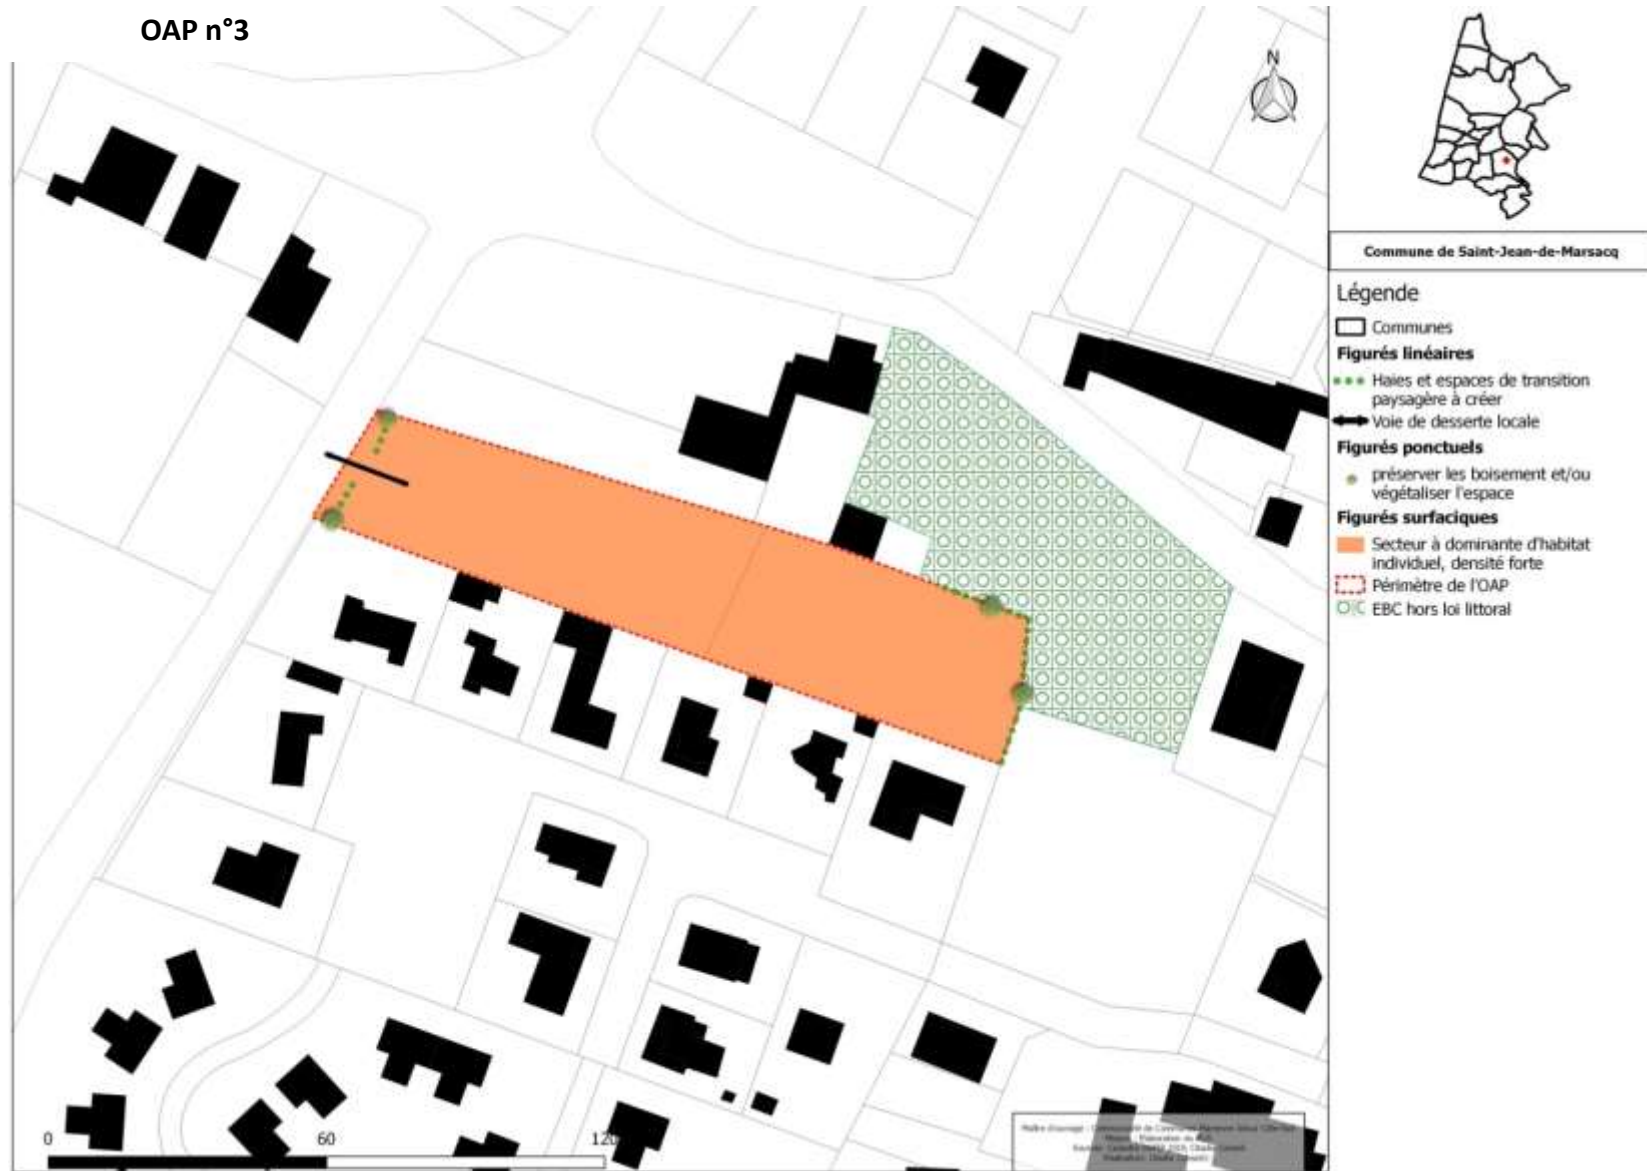 OAP n°3
N
Commune de Saint-Jean-de-Marsacq
Légende
Communes
Figurés linéaires
Haies et espaces de transition
paysagère à créer
Voie de desserte locale
Figurés ponctuels
préserver les boisement et/ou
végétaliser l'espace
Figurés surfaciques
Secteur à dominante d'habitat
individuel, densité forte
Périmètre de l'OAP
EBC hors loi littoral
0 60 120